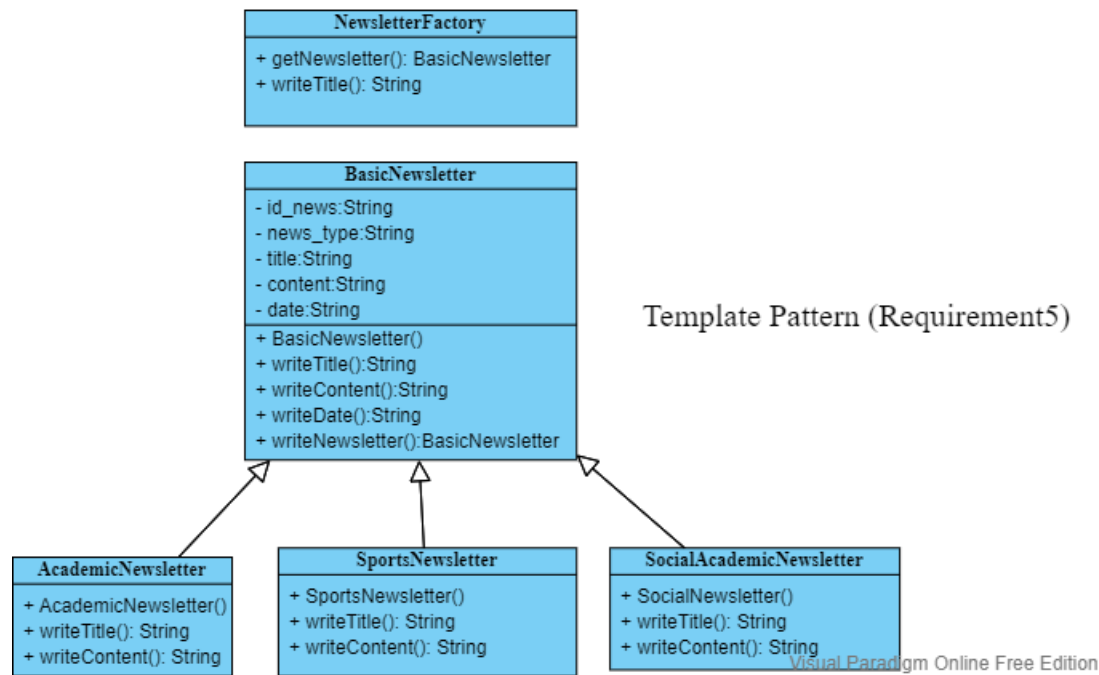 NewsletterFactory
+ getNewsletter(): BasicNewsletter
+ writeTitle(): String
BasicNewsletter
- id_news:String
- news_type:String
- title:String
- content:String
- date:String
+ BasicNewsletter()
+ writeTitle():String
+ writeContent():String
+ writeDate():String
+ writeNewsletter():BasicNewsletter
Template Pattern (Requirement5)
AcademicNewsletter
+ AcademicNewsletter()
+ writeTitle(): String
+ writeContent(): String
SportsNewsletter
+ SportsNewsletter()
+ writeTitle(): String
+ writeContent(): String
SocialAcademicNewsletter
+ SocialNewsletter()
+ writeTitle(): String
+ writeContent(): String
Visual Paradigm Online Free Edition